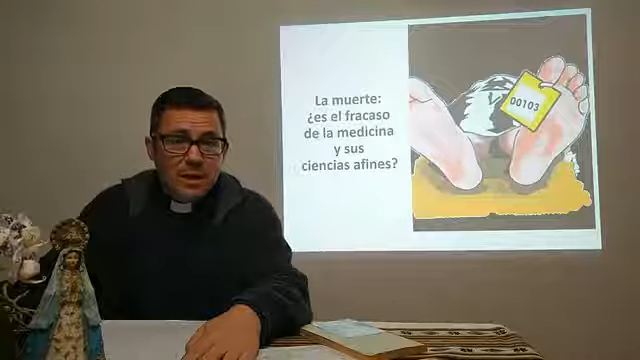 La muerte:
¿es el fracaso
de la medicina
y sus
ciencias afines?
00103